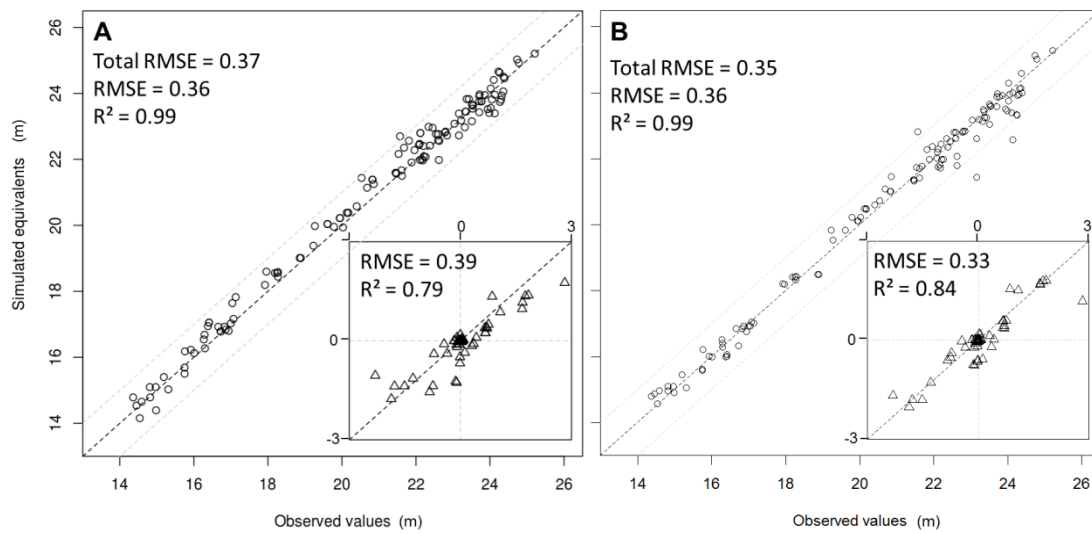 A
Total RMSE = 0.37
RMSE = 0.36
R² = 0.99
Simulated equivalents (m)
26
24
22
20
18
16
14
0
3
RMSE = 0.39
R² = 0.79
0
-3
14
16
18
20
22
24
26
Observed values (m)
B
Total RMSE = 0.35
RMSE = 0.36
R² = 0.99
0
3
RMSE = 0.33
R² = 0.84
0
-3
14
16
18
20
22
24
26
Observed values (m)